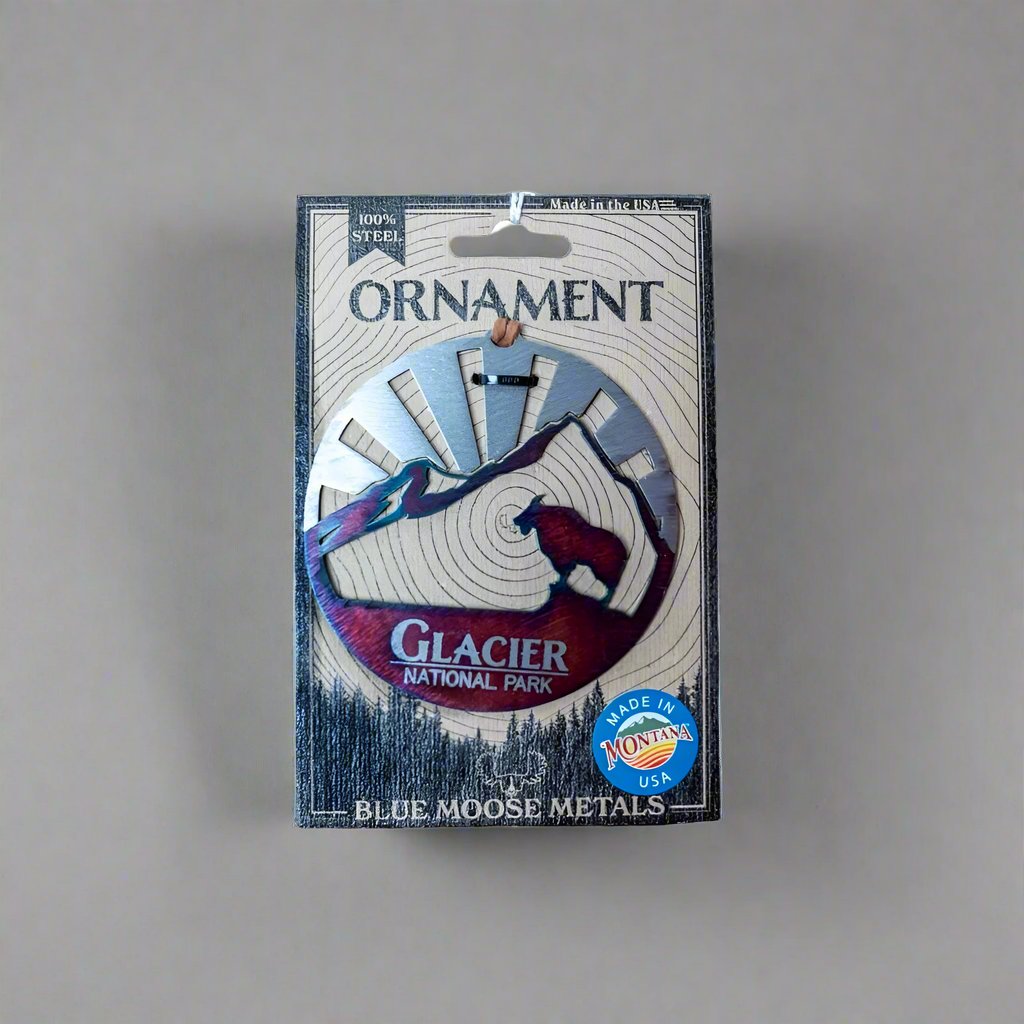 Made in the USA
100%
STEEL
ORNAMENT
GLACIER
NATIONAL PARK
MADE IN
MONTANA
USA
BLUE MOOSE METALS